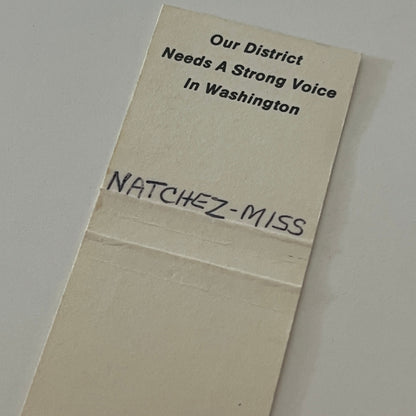 Our District
Needs A Strong Voice
In Washington
NATCHEZ-MISS